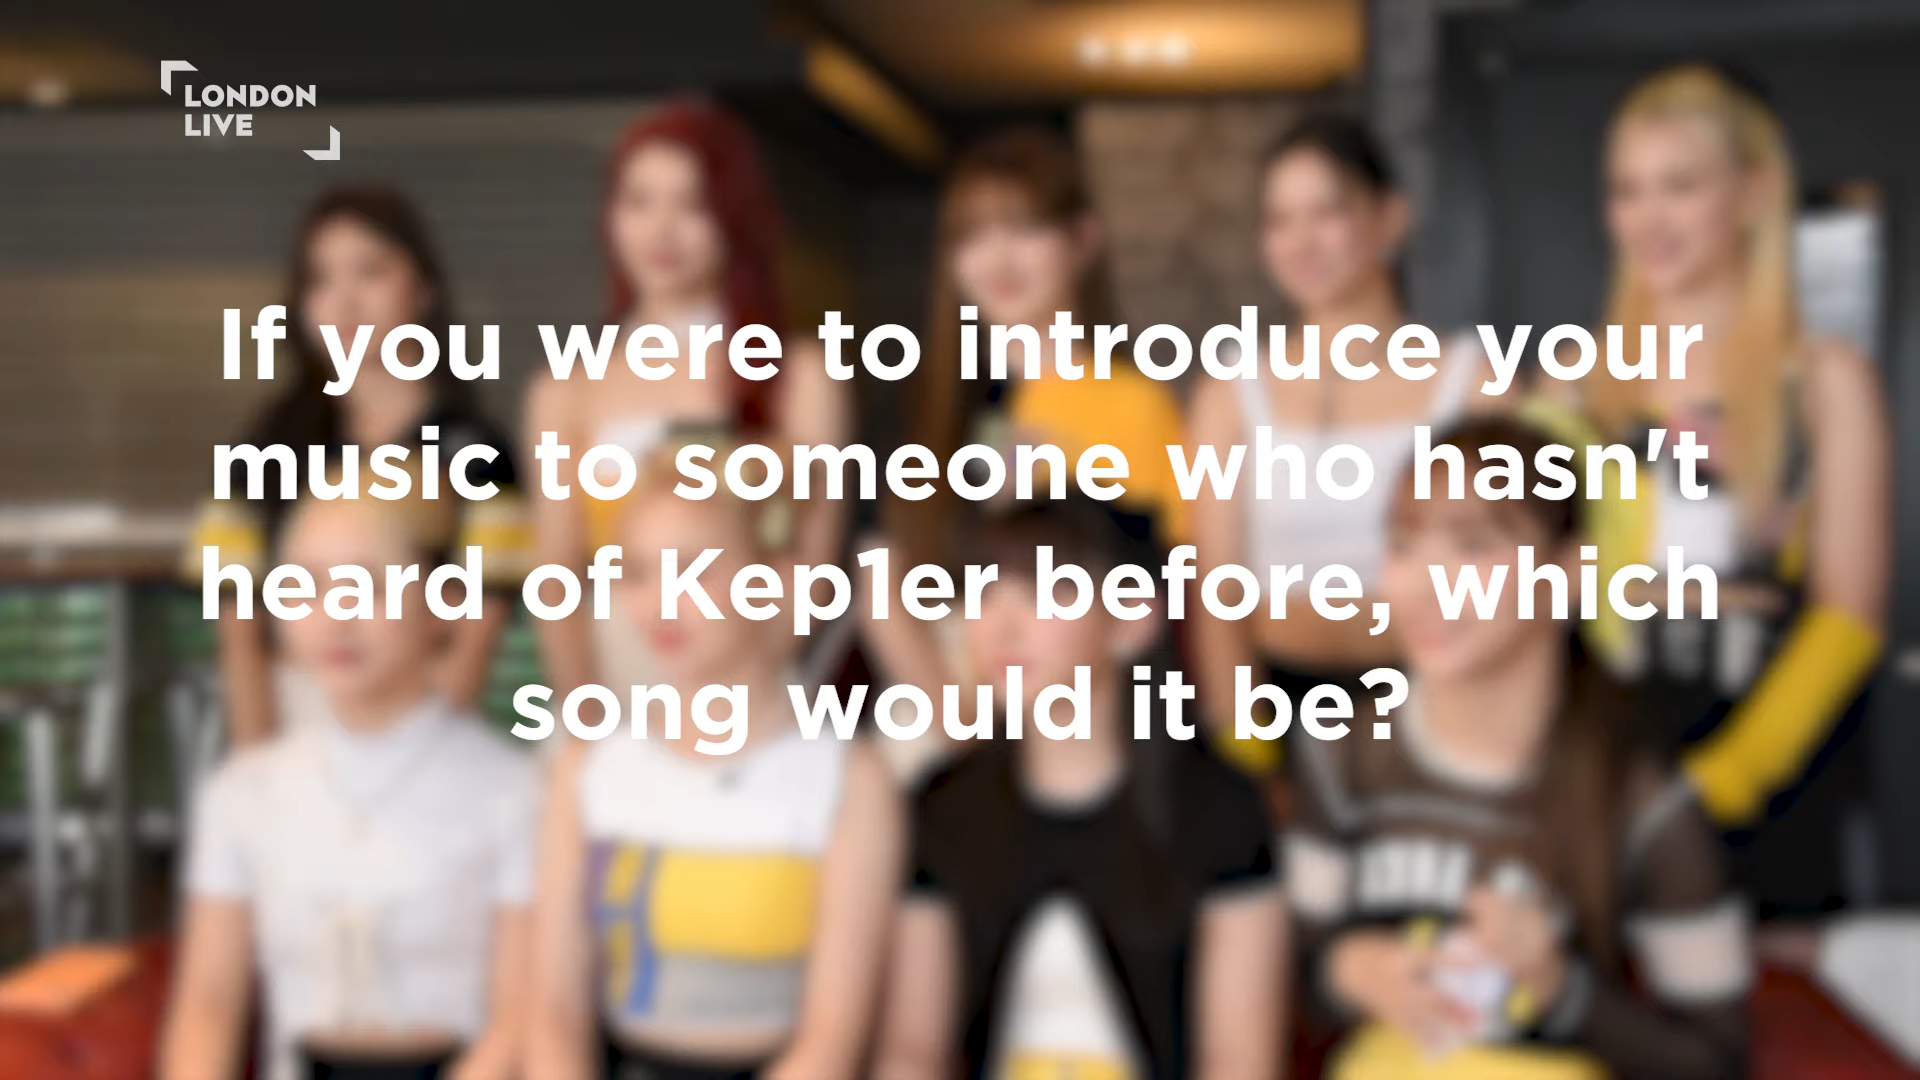 LONDON
LIVE
If you were to introduce your
music to someone who hasn't
heard of Kep1er before, which
song would it be?